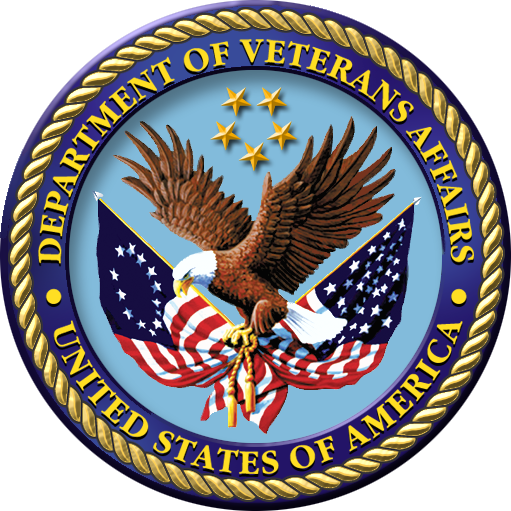 DEPARTMENT OF VETERANS AFFAIRS
UNITED STATES OF AMERICA